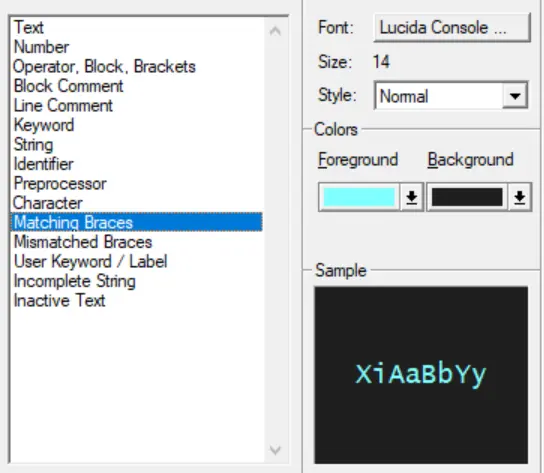 Text
Number
Operator, Block, Brackets
Block Comment
Line Comment
Keyword
String
Identifier
Preprocessor
Character
Matching Braces
Mismatched Braces
User Keyword / Label
Incomplete String
Inactive Text
Font: Lucida Console ...
Size: 14
Style: Normal
Colors
Foreground Background
Sample
XiAaBbYy